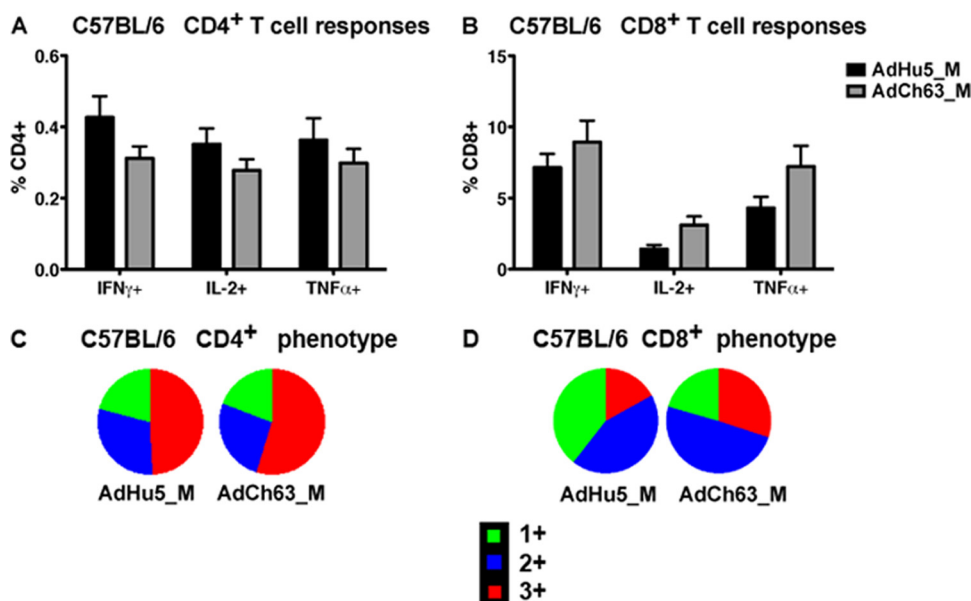 A C57BL/6 CD4+ T cell responses
0.6
0.4
0.2
0.0
% CD4+
IFNγ+ IL-2+ TNFα+
B C57BL/6 CD8+ T cell responses
15
10
5
0
% CD8+
IFNγ+ IL-2+ TNFα+
AdHu5_M
AdCh63_M
C C57BL/6 CD4+ phenotype
AdHu5_M AdCh63_M
D C57BL/6 CD8+ phenotype
AdHu5_M AdCh63_M
1+
2+
3+